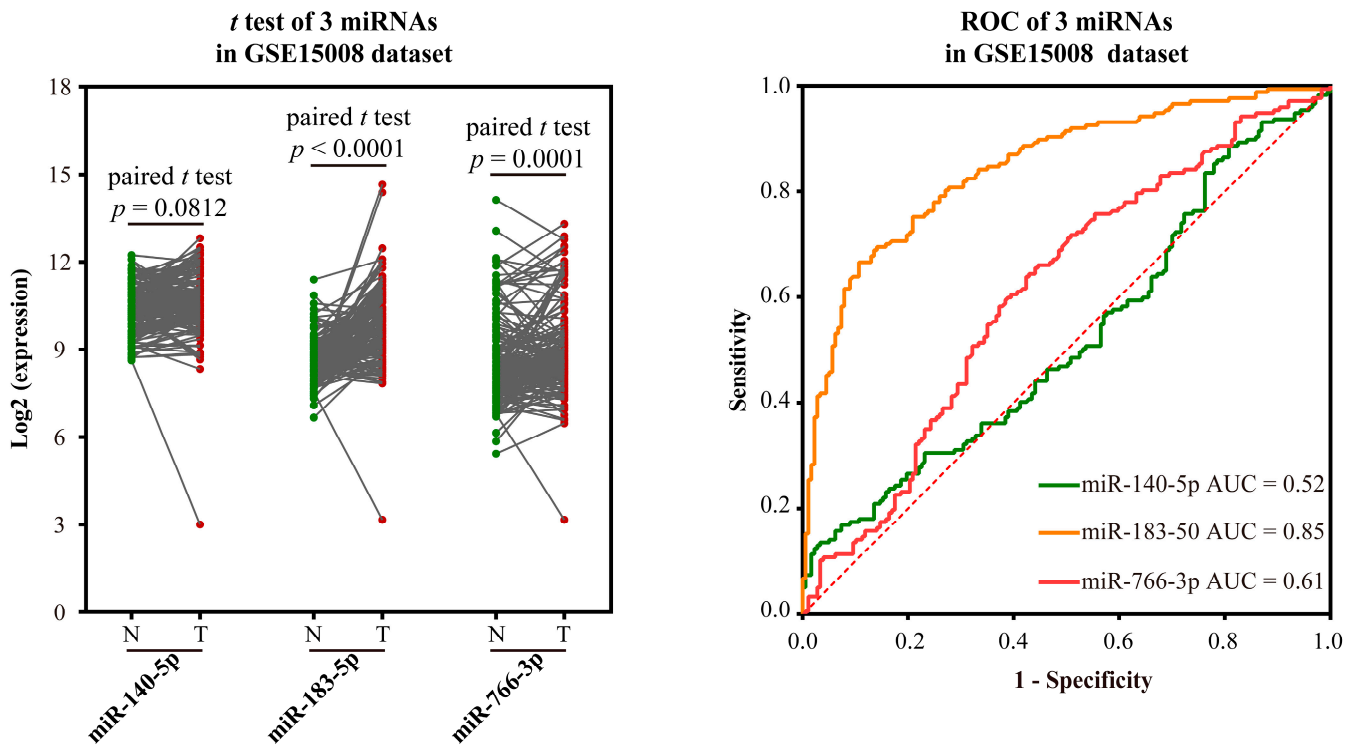 t test of 3 miRNAs
in GSE15008 dataset
Log2 (expression)
18
15
12
9
6
3
0
paired t test
p = 0.0812
paired t test
p < 0.0001
paired t test
p = 0.0001
N T
N T
N T
miR-140-5p
miR-183-5p
miR-766-3p
ROC of 3 miRNAs
in GSE15008 dataset
Sensitivity
1.0
0.8
0.6
0.4
0.2
0.0
miR-140-5p AUC = 0.52
miR-183-50 AUC = 0.85
miR-766-3p AUC = 0.61
0.0 0.2 0.4 0.6 0.8 1.0
1 - Specificity